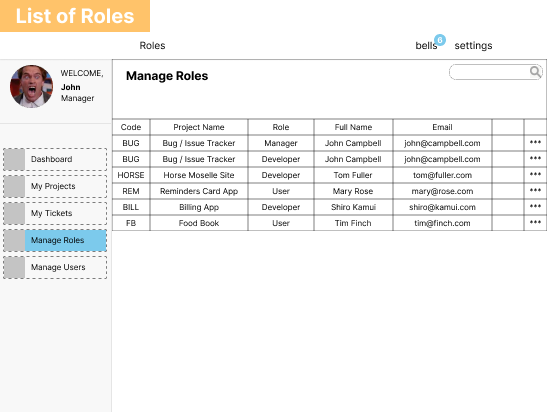 List of Roles
Roles
bells
6
settings
WELCOME,
John
Manager
Manage Roles
Code Project Name Role Full Name Email
BUG Bug / Issue Tracker Manager John Campbell john@campbell.com ***
BUG Bug / Issue Tracker Developer John Campbell john@campbell.com ***
HORSE Horse Moselle Site Developer Tom Fuller tom@fuller.com ***
REM Reminders Card App User Mary Rose mary@rose.com ***
BILL Billing App Developer Shiro Kamui shiro@kamui.com ***
FB Food Book User Tim Finch tim@finch.com ***
Dashboard
My Projects
My Tickets
Manage Roles
Manage Users